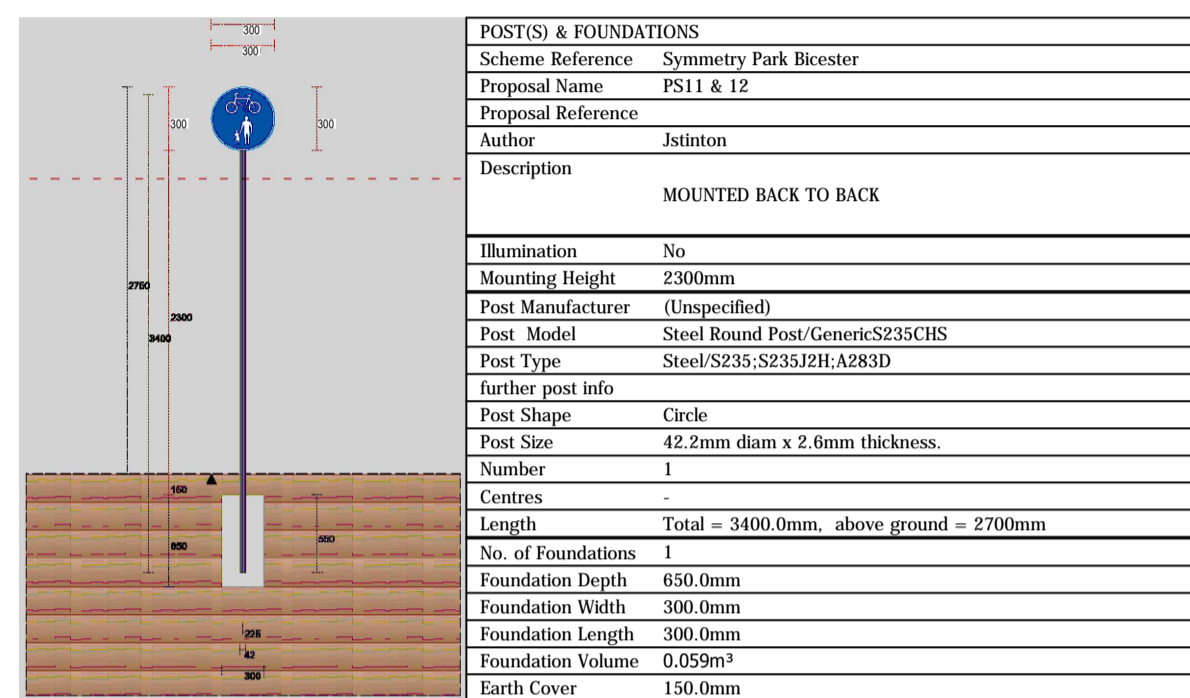 300
300
300
300
2750
2300
3400
150
650
550
225
42
300
POST(S) & FOUNDATIONS
Scheme Reference Symmetry Park Bicester
Proposal Name PS11 & 12
Proposal Reference
Author Jstinton
Description
MOUNTED BACK TO BACK
Illumination No
Mounting Height 2300mm
Post Manufacturer (Unspecified)
Post Model Steel Round Post/GenericS235CHS
Post Type Steel/S235;S235J2H;A283D
further post info
Post Shape Circle
Post Size 42.2mm diam x 2.6mm thickness.
Number 1
Centres -
Length Total = 3400.0mm, above ground = 2700mm
No. of Foundations 1
Foundation Depth 650.0mm
Foundation Width 300.0mm
Foundation Length 300.0mm
Foundation Volume 0.059m³
Earth Cover 150.0mm